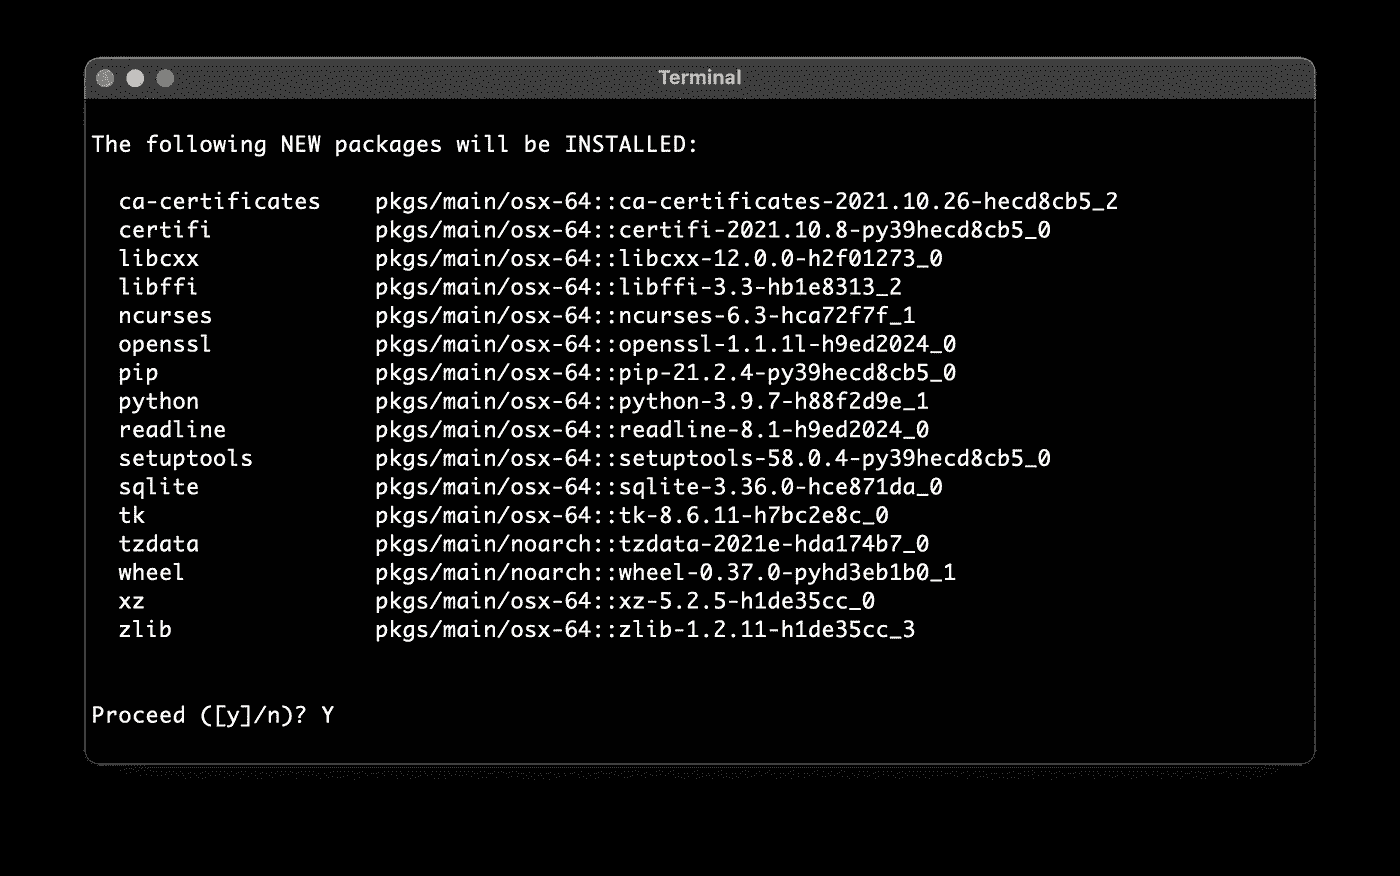 Terminal
The following NEW packages will be INSTALLED:
ca-certificates pkgs/main/osx-64::ca-certificates-2021.10.26-hecd8cb5_2
certifi pkgs/main/osx-64::certifi-2021.10.8-py39hecd8cb5_0
libcxx pkgs/main/osx-64::libcxx-12.0.0-h2f01273_0
libffi pkgs/main/osx-64::libffi-3.3-hb1e8313_2
ncurses pkgs/main/osx-64::ncurses-6.3-hca72f7f_1
openssl pkgs/main/osx-64::openssl-1.1.1l-h9ed2024_0
pip pkgs/main/osx-64::pip-21.2.4-py39hecd8cb5_0
python pkgs/main/osx-64::python-3.9.7-h88f2d9e_1
readline pkgs/main/osx-64::readline-8.1-h9ed2024_0
setuptools pkgs/main/osx-64::setuptools-58.0.4-py39hecd8cb5_0
sqlite pkgs/main/osx-64::sqlite-3.36.0-hce871da_0
tk pkgs/main/osx-64::tk-8.6.11-h7bc2e8c_0
tzdata pkgs/main/noarch::tzdata-2021e-hda174b7_0
wheel pkgs/main/noarch::wheel-0.37.0-pyhd3eb1b0_1
xz pkgs/main/osx-64::xz-5.2.5-h1de35cc_0
zlib pkgs/main/osx-64::zlib-1.2.11-h1de35cc_3
Proceed ([y]/n)? Y